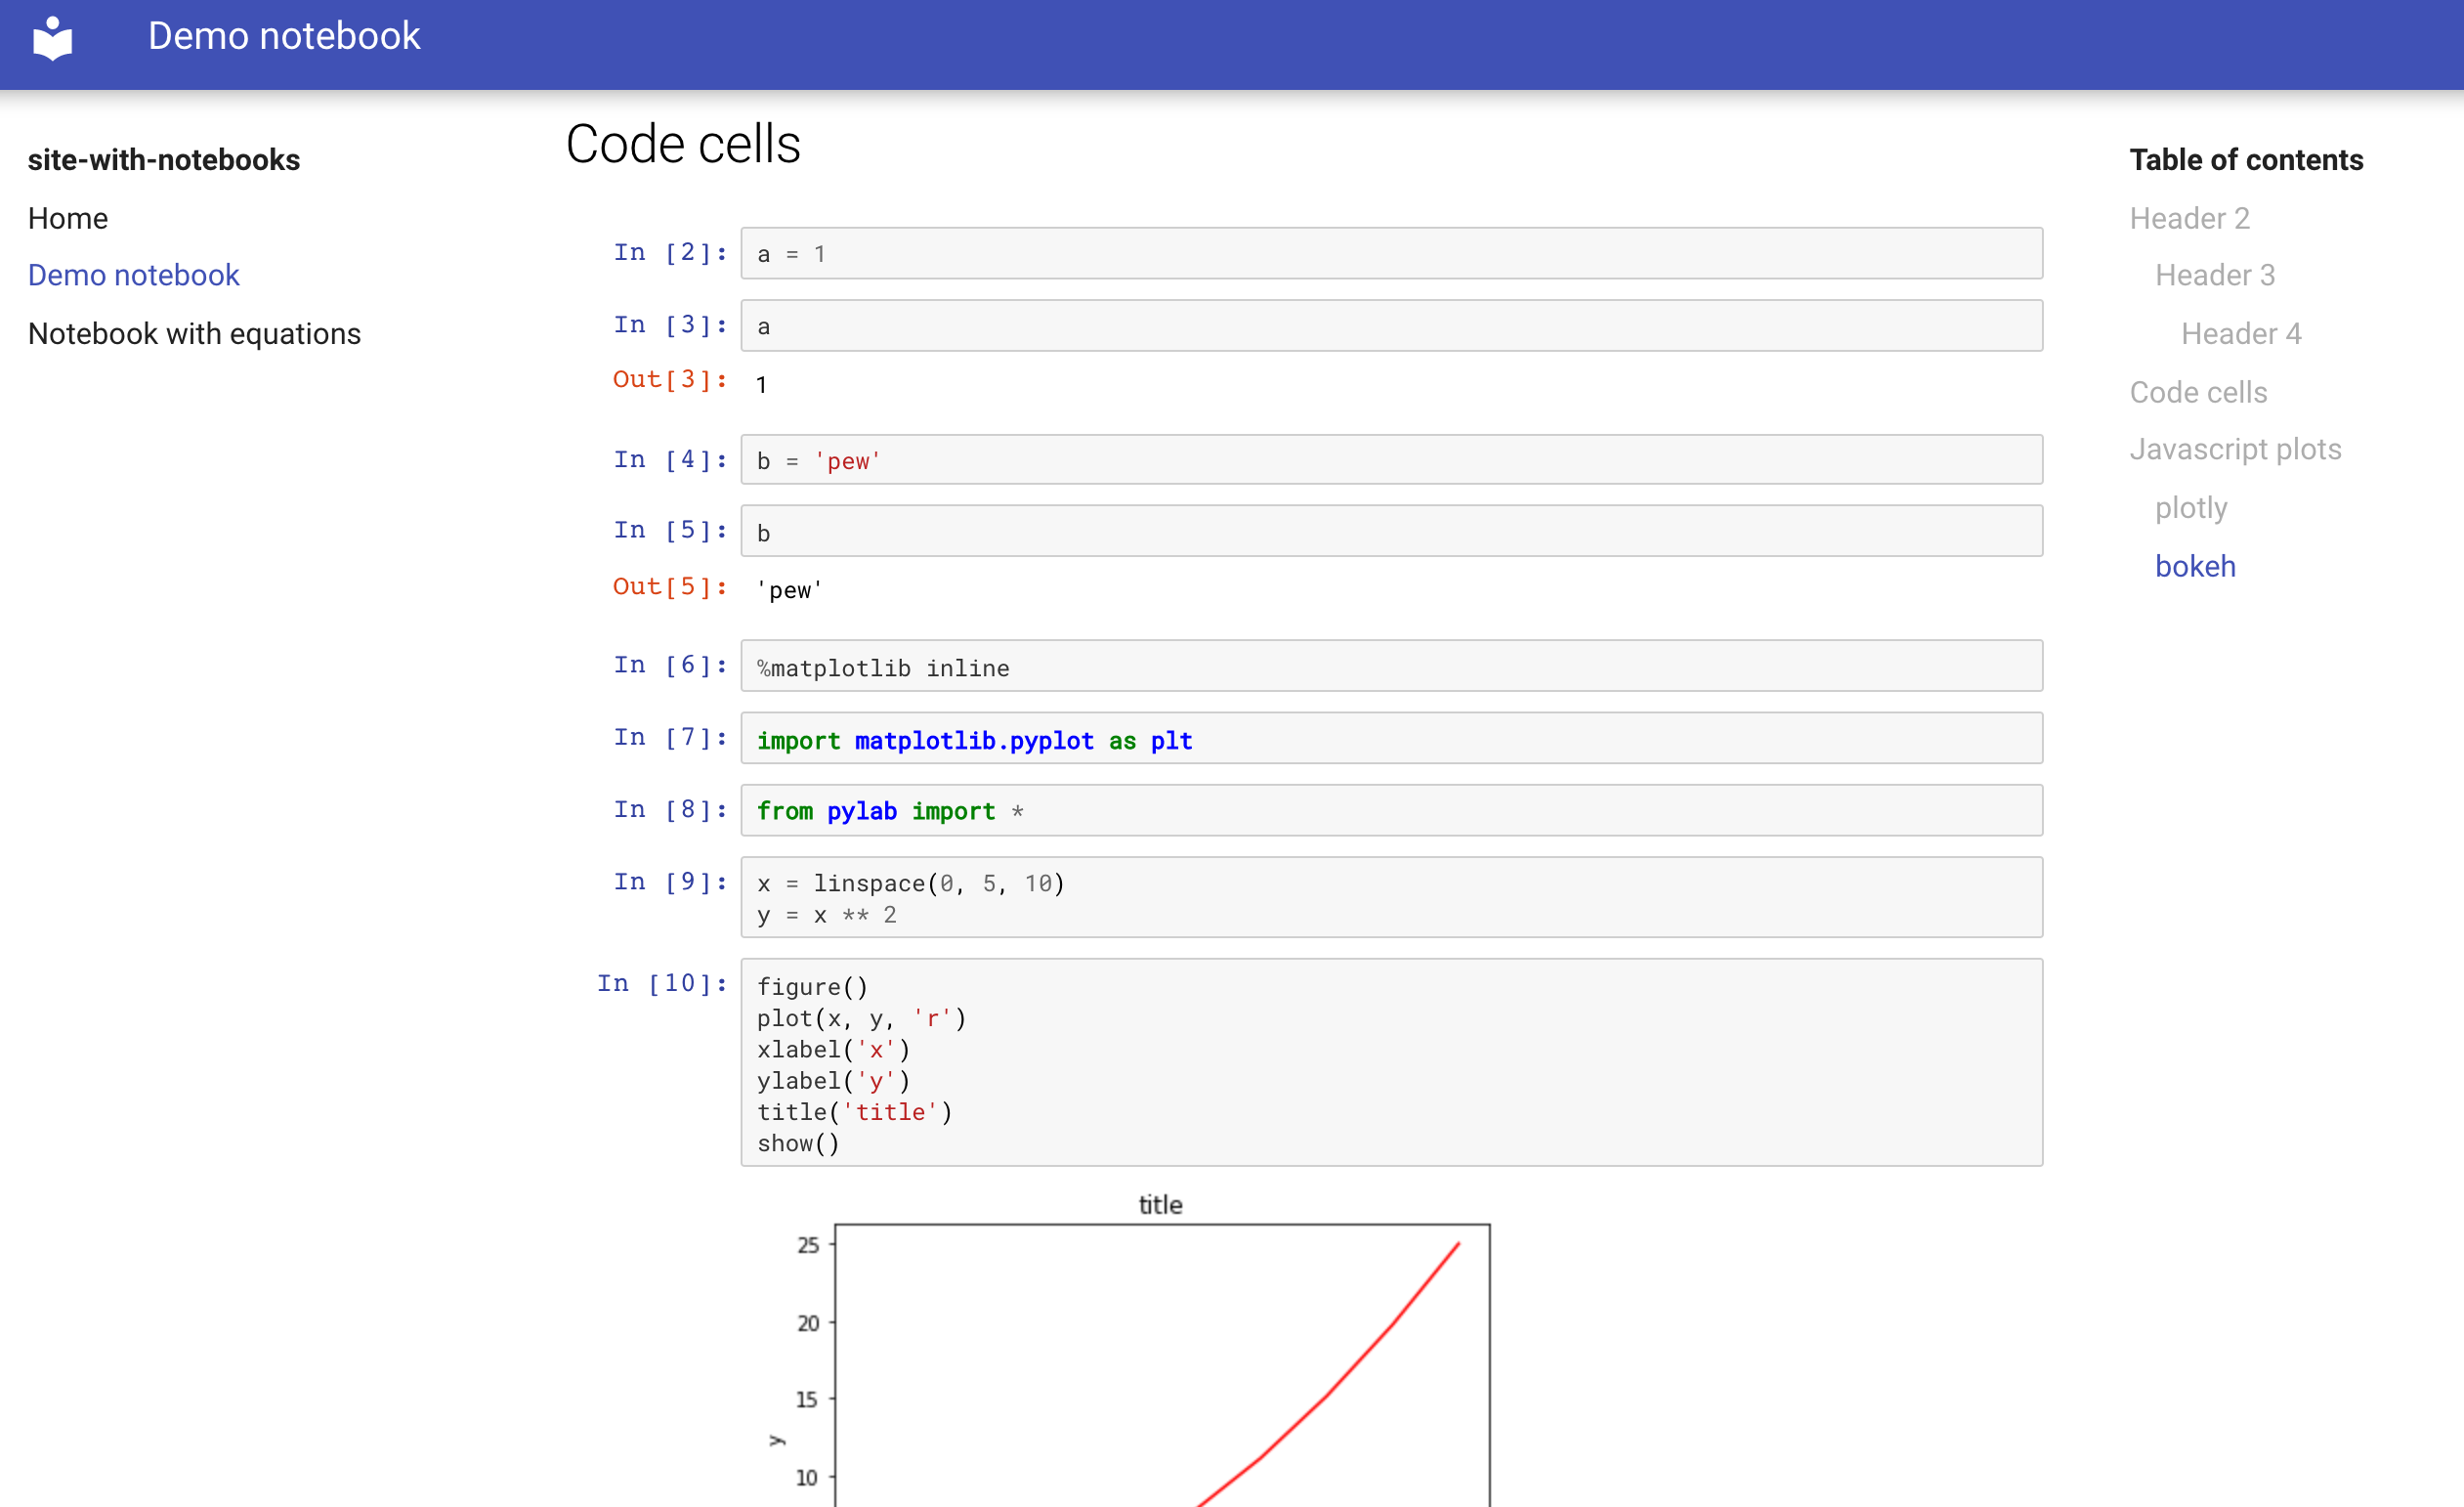 Demo notebook
site-with-notebooks
Home
Demo notebook
Notebook with equations
Code cells
In [2]: a = 1
In [3]: a
Out[3]: 1
In [4]: b = 'pew'
In [5]: b
Out[5]: 'pew'
In [6]: %matplotlib inline
In [7]: import matplotlib.pyplot as plt
In [8]: from pylab import *
In [9]: x = linspace(0, 5, 10)
y = x ** 2
In [10]: figure()
plot(x, y, 'r')
xlabel('x')
ylabel('y')
title('title')
show()
title
25
20
15
y
10
Table of contents
Header 2
Header 3
Header 4
Code cells
Javascript plots
plotly
bokeh